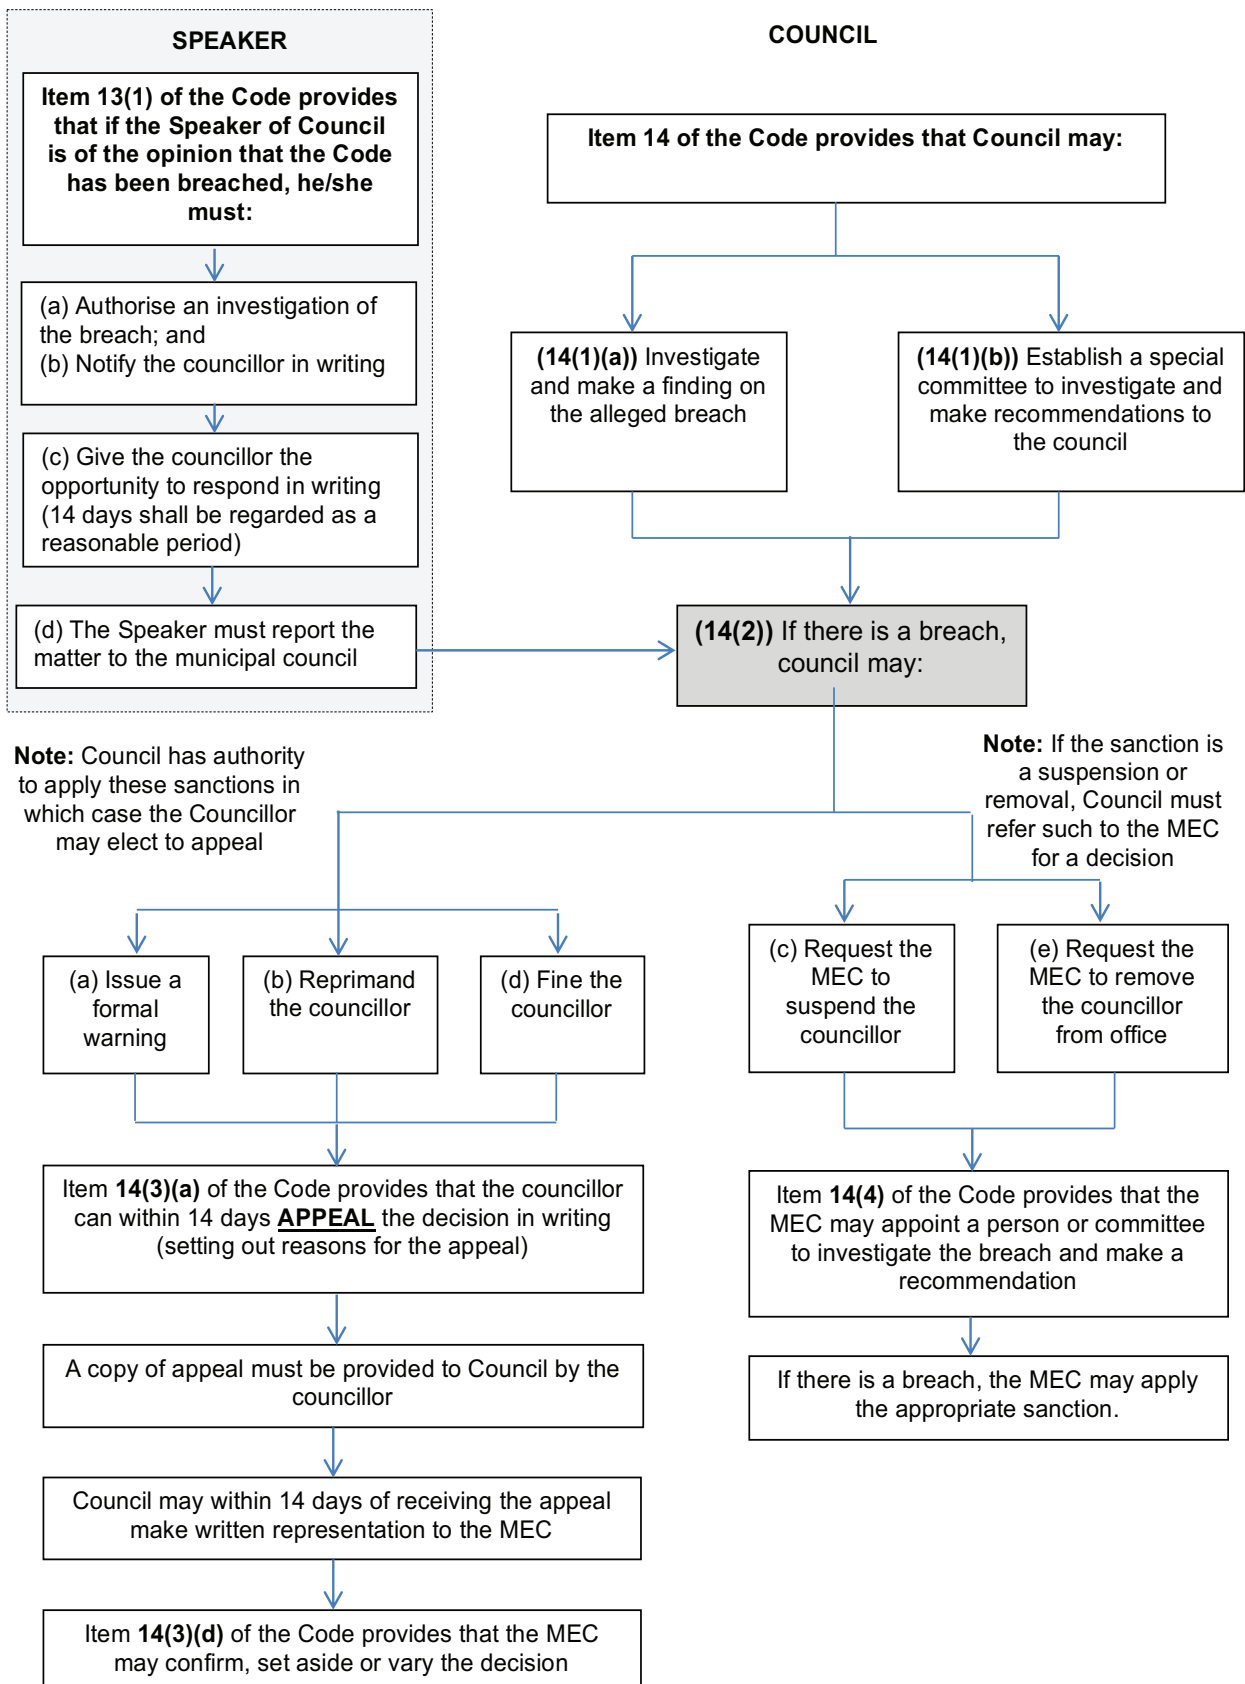 SPEAKER
Item 13(1) of the Code provides
that if the Speaker of Council
is of the opinion that the Code
has been breached, he/she
must:
(a) Authorise an investigation of
the breach; and
(b) Notify the councillor in writing
(c) Give the councillor the
opportunity to respond in writing
(14 days shall be regarded as a
reasonable period)
(d) The Speaker must report the
matter to the municipal council
COUNCIL
Item 14 of the Code provides that Council may:
(14(1)(a)) Investigate
and make a finding on
the alleged breach
(14(1)(b)) Establish a special
committee to investigate and
make recommendations to
the council
(14(2)) If there is a breach,
council may:
Note: Council has authority
to apply these sanctions in
which case the Councillor
may elect to appeal
Note: If the sanction is
a suspension or
removal, Council must
refer such to the MEC
for a decision
(a) Issue a
formal
warning
(b) Reprimand
the councillor
(d) Fine the
councillor
(c) Request the
MEC to
suspend the
councillor
(e) Request the
MEC to remove
the councillor
from office
Item 14(3)(a) of the Code provides that the councillor
can within 14 days APPEAL the decision in writing
(setting out reasons for the appeal)
A copy of appeal must be provided to Council by the
councillor
Council may within 14 days of receiving the appeal
make written representation to the MEC
Item 14(3)(d) of the Code provides that the MEC
may confirm, set aside or vary the decision
Item 14(4) of the Code provides that the
MEC may appoint a person or committee
to investigate the breach and make a
recommendation
If there is a breach, the MEC may apply
the appropriate sanction.